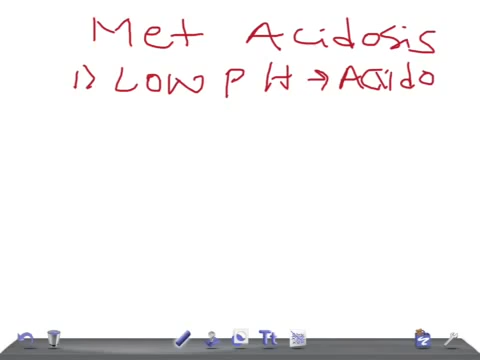 Met Acidosis
1) LOW PH → Acido